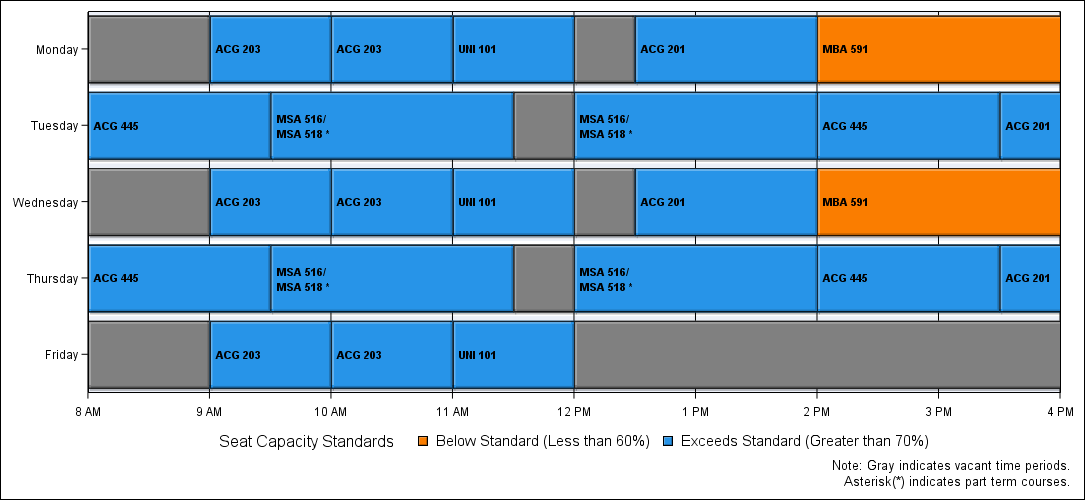 Monday
ACG 203
ACG 203
UNI 101
ACG 201
MBA 591
Tuesday
ACG 445
MSA 516/
MSA 518 *
MSA 516/
MSA 518 *
ACG 445
ACG 201
Wednesday
ACG 203
ACG 203
UNI 101
ACG 201
MBA 591
Thursday
ACG 445
MSA 516/
MSA 518 *
MSA 516/
MSA 518 *
ACG 445
ACG 201
Friday
ACG 203
ACG 203
UNI 101
8 AM 9 AM 10 AM 11 AM 12 PM 1 PM 2 PM 3 PM 4 PM
Seat Capacity Standards Below Standard (Less than 60%) Exceeds Standard (Greater than 70%)
Note: Gray indicates vacant time periods.
Asterisk(*) indicates part term courses.